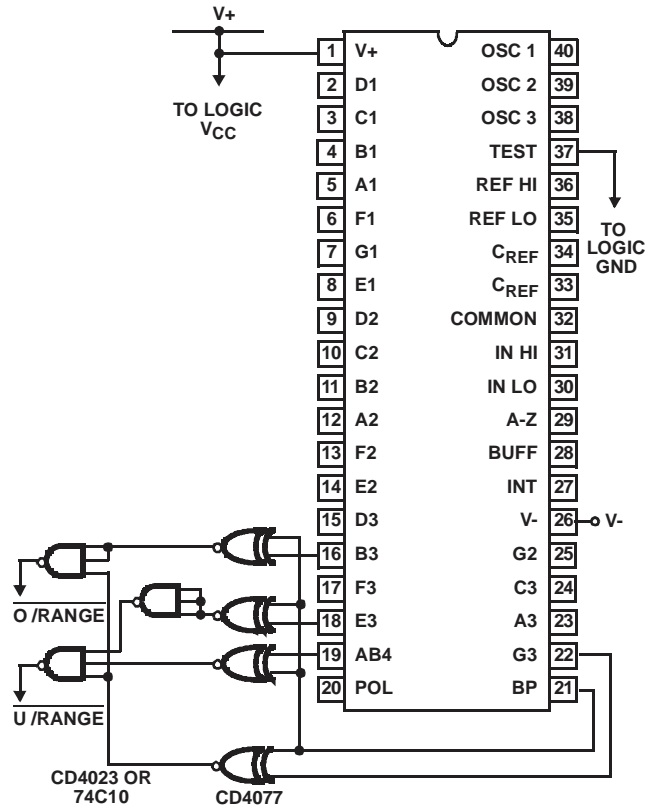 V+
TO LOGIC
VCC
1 V+ OSC 1 40
2 D1 OSC 2 39
3 C1 OSC 3 38
4 B1 TEST 37
5 A1 REF HI 36
6 F1 REF LO 35
7 G1 CREF 34
8 E1 CREF 33
9 D2 COMMON 32
10 C2 IN HI 31
11 B2 IN LO 30
12 A2 A-Z 29
13 F2 BUFF 28
14 E2 INT 27
15 D3 V- 26 V-
16 B3 G2 25
17 F3 C3 24
18 E3 A3 23
19 AB4 G3 22
20 POL BP 21
TO
LOGIC
GND
O /RANGE
U /RANGE
CD4023 OR
74C10
CD4077